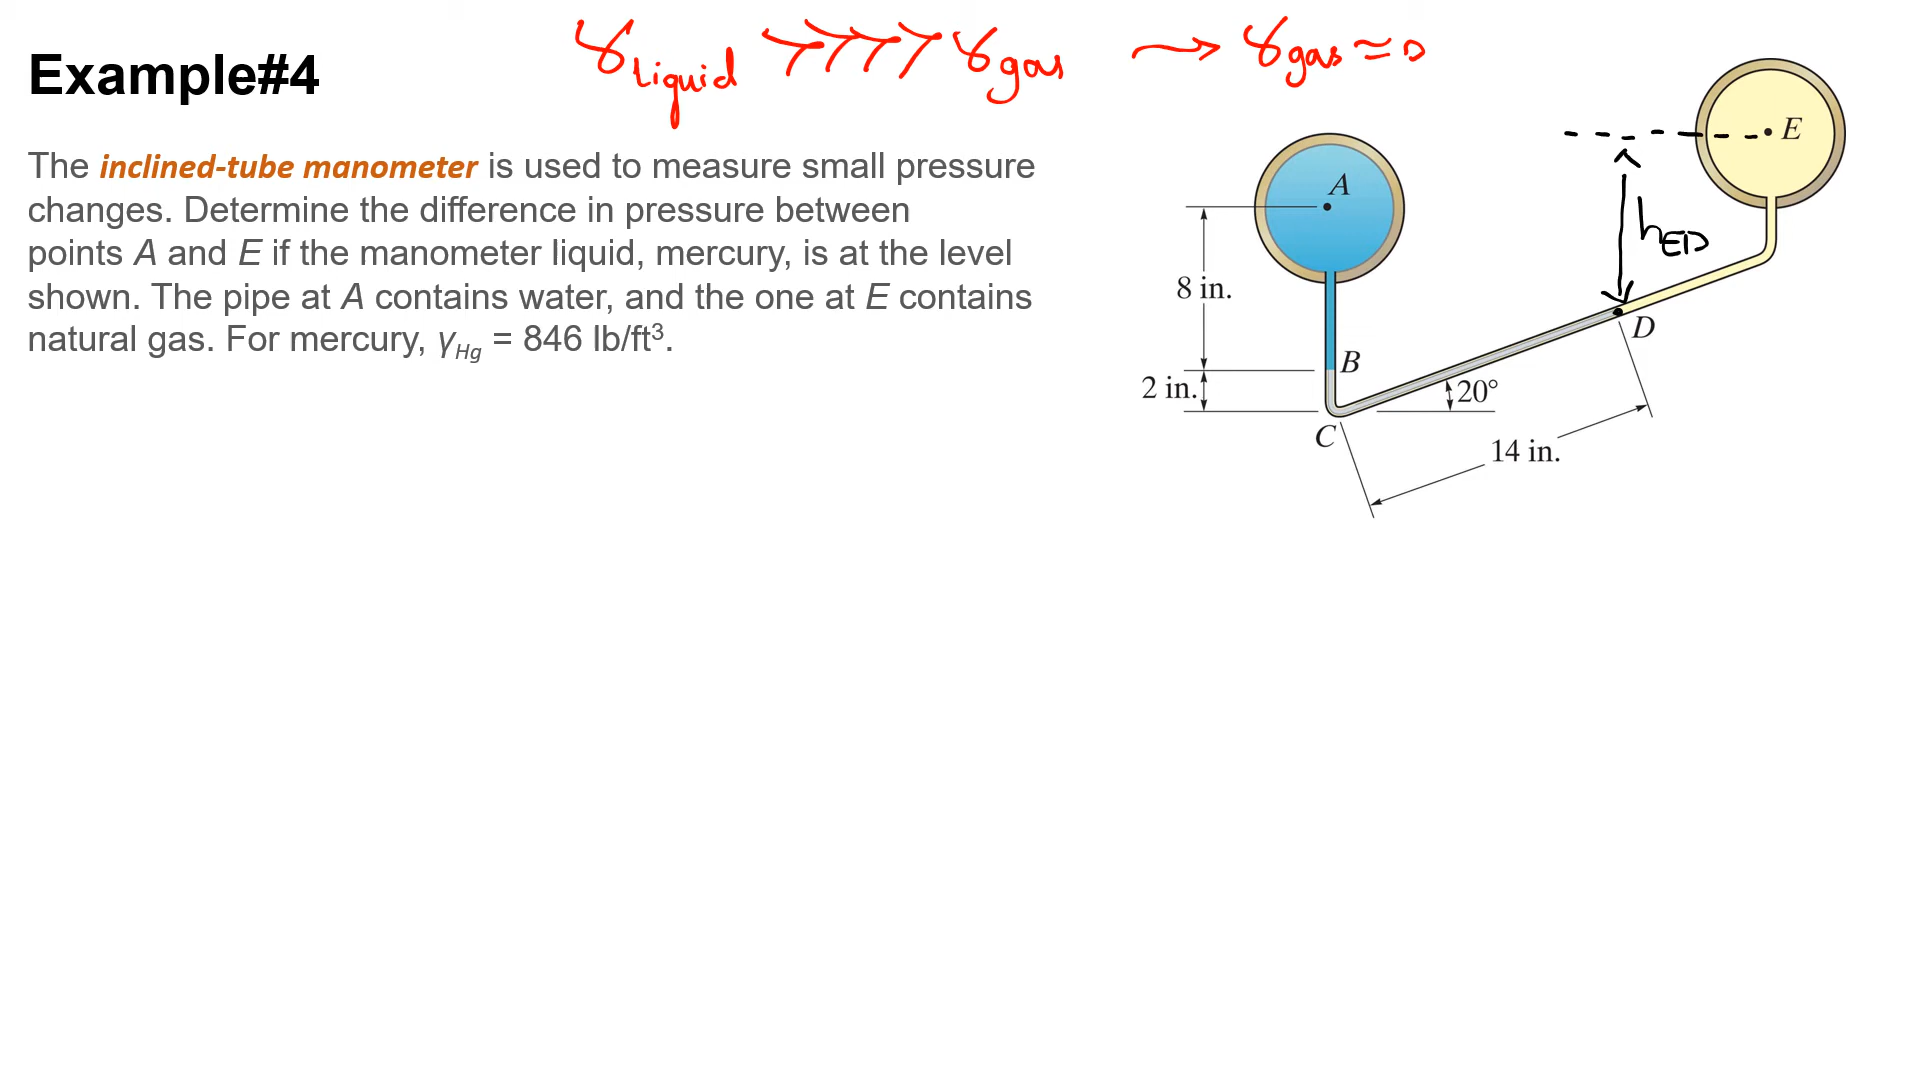 γ Liquid >>>> γ gas → γ gas ≈ 0
Example#4
The inclined-tube manometer is used to measure small pressure
changes. Determine the difference in pressure between
points A and E if the manometer liquid, mercury, is at the level
shown. The pipe at A contains water, and the one at E contains
natural gas. For mercury, γHg = 846 lb/ft³.
E
A
hED
8 in.
D
B
2 in.
20°
C
14 in.